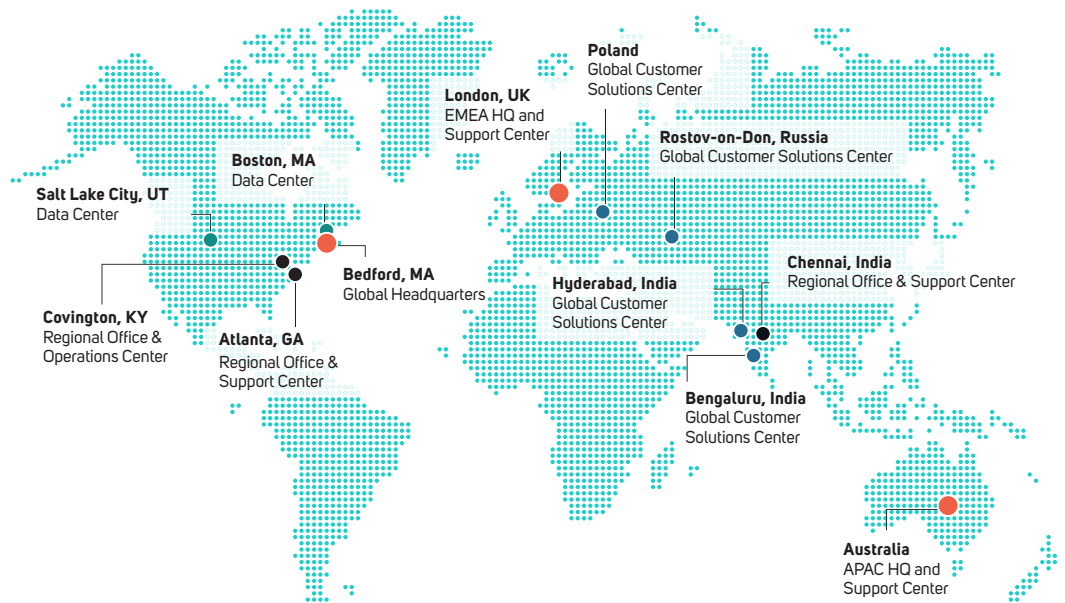 Poland
Global Customer
Solutions Center
London, UK
EMEA HQ and
Support Center
Rostov-on-Don, Russia
Global Customer Solutions Center
Boston, MA
Data Center
Salt Lake City, UT
Data Center
Bedford, MA
Global Headquarters
Chennai, India
Regional Office & Support Center
Hyderabad, India
Global Customer
Solutions Center
Covington, KY
Regional Office &
Operations Center
Atlanta, GA
Regional Office &
Support Center
Bengaluru, India
Global Customer
Solutions Center
Australia
APAC HQ and
Support Center